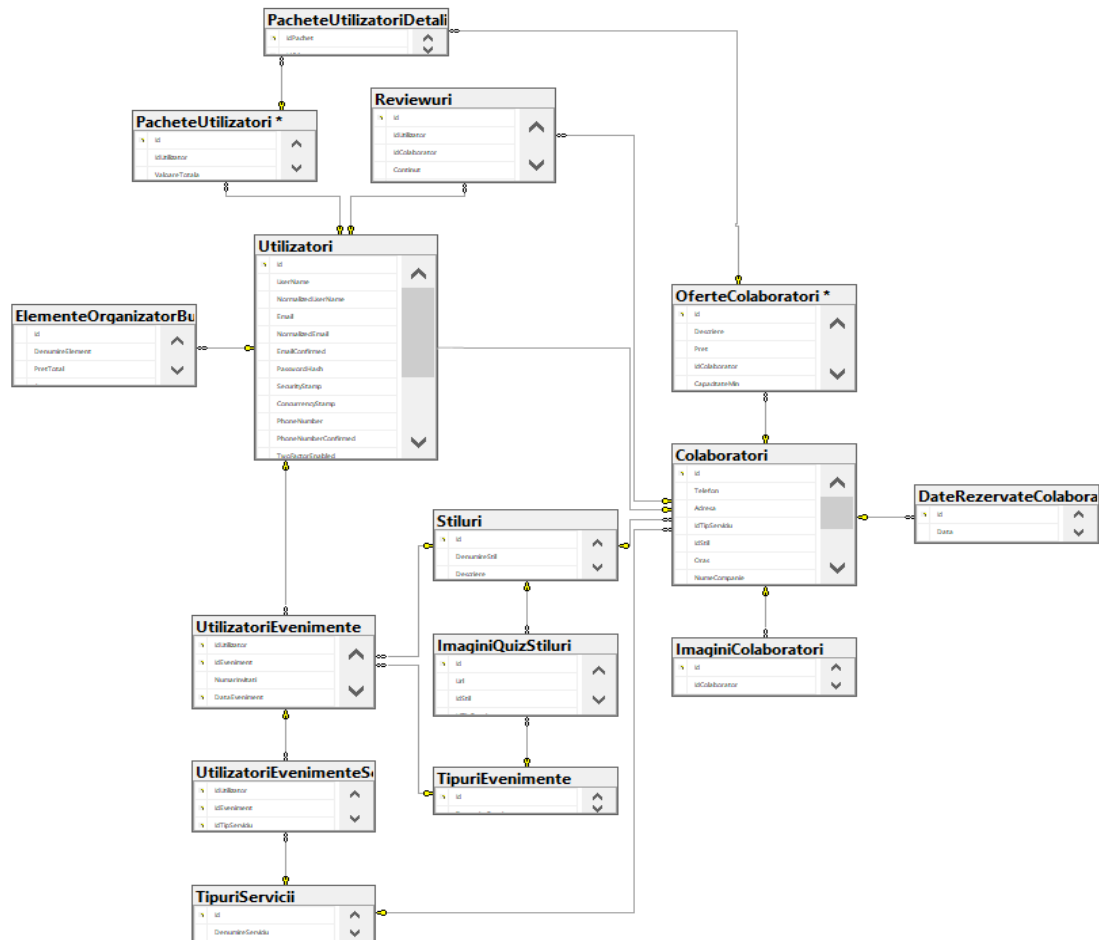 PacheteUtilizatoriDetali
idPachet
PacheteUtilizatori *
id
idUtilizator
ValoareTotala
Reviewuri
id
idUtilizator
idColaborator
Continut
Utilizatori
id
UserName
NormalizedUserName
Email
NormalizedEmail
EmailConfirmed
PasswordHash
SecurityStamp
ConcurrencyStamp
PhoneNumber
PhoneNumberConfirmed
TwoFactorEnabled
ElementeOrganizatorBu
id
DenumireElement
PretTotal
OferteColaboratori *
id
Descriere
Pret
idColaborator
CapacitateMin
Colaboratori
id
Telefon
Adresa
idTipServiciu
idStil
Oras
NumeCompanie
DateRezervateColabora
id
Data
Stiluri
id
DenumireStil
Descriere
UtilizatoriEvenimente
idUtilizator
idEveniment
NumarInvitati
DataEveniment
ImaginiQuizStiluri
id
Url
idStil
ImaginiColaboratori
id
idColaborator
UtilizatoriEvenimenteSe
idUtilizator
idEveniment
idTipServiciu
TipuriEvenimente
id
TipuriServicii
id
DenumireServiciu